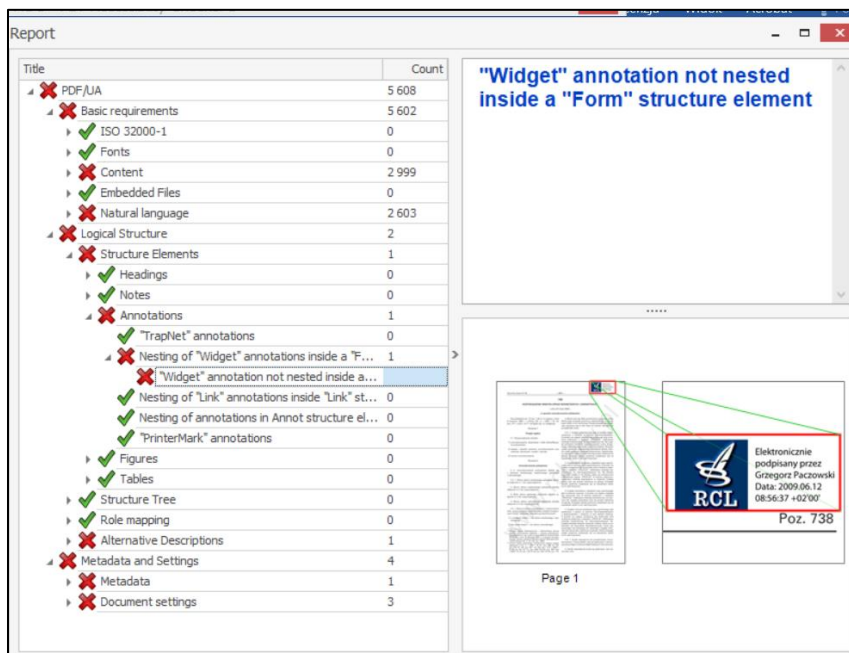 Report
Title Count
PDF/UA 5 608
Basic requirements 5 602
ISO 32000-1 0
Fonts 0
Content 2 999
Embedded Files 0
Natural language 2 603
Logical Structure 2
Structure Elements 1
Headings 0
Notes 0
Annotations 1
"TrapNet" annotations 0
Nesting of "Widget" annotations inside a "F... 1
"Widget" annotation not nested inside a...
Nesting of "Link" annotations inside "Link" st... 0
Nesting of annotations in Annot structure el... 0
"PrinterMark" annotations 0
Figures 0
Tables 0
Structure Tree 0
Role mapping 0
Alternative Descriptions 1
Metadata and Settings 4
Metadata 1
Document settings 3
"Widget" annotation not nested
inside a "Form" structure element
Elektronicznie
podpisany przez
Grzegorz Paczowski
Data: 2009.06.12
08:56:37 +02'00'
RCL
Poz. 738
Page 1